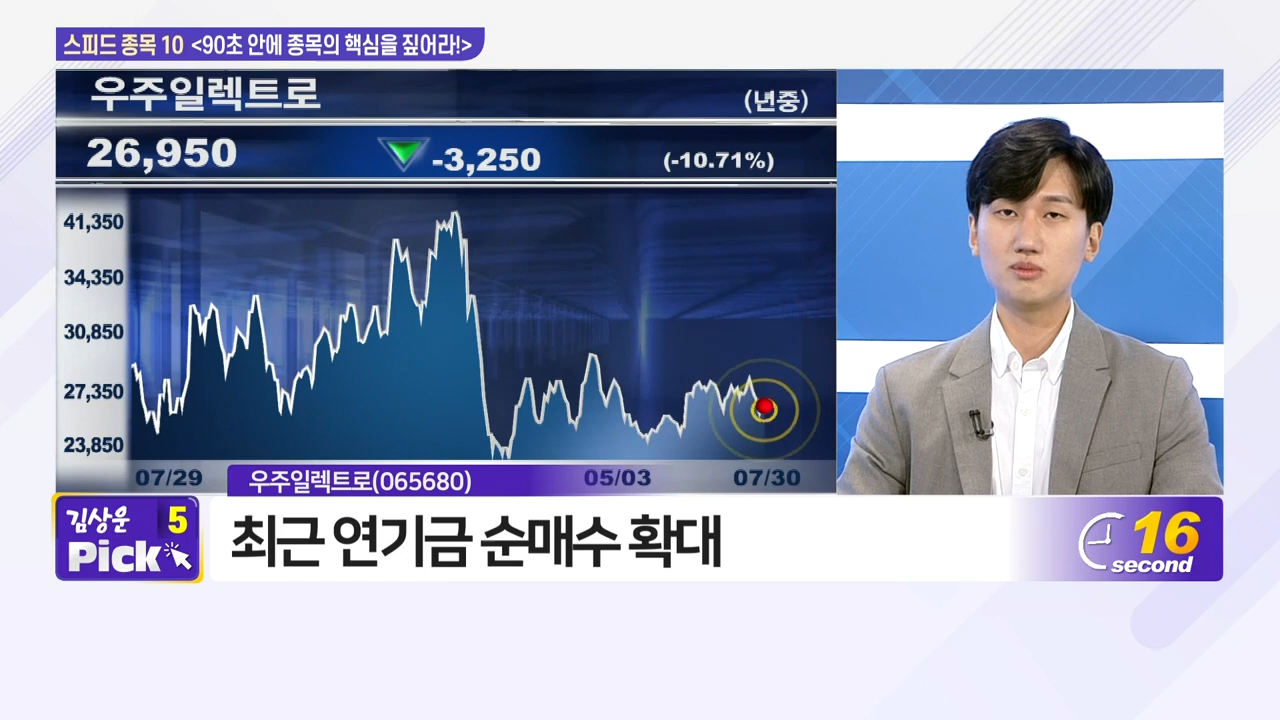 스피드 종목 10 <90초 안에 종목의 핵심을 짚어라!>
우주일렉트로
(년중)
26,950
-3,250
(-10.71%)
41,350
34,350
30,850
27,350
23,850
07/29
05/03
07/30
우주일렉트로(065680)
김상운 5
Pick
최근 연기금 순매수 확대
16
second